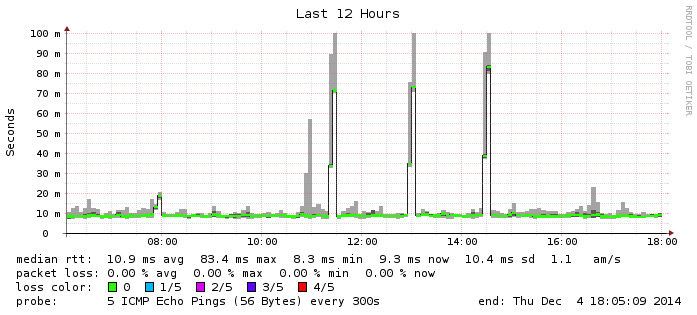 Last 12 Hours
RRDTOOL / TOBI OETIKER
Seconds
100 m
90 m
80 m
70 m
60 m
50 m
40 m
30 m
20 m
10 m
0
08:00 10:00 12:00 14:00 16:00 18:00
median rtt: 10.9 ms avg 83.4 ms max 8.3 ms min 9.3 ms now 10.4 ms sd 1.1 am/s
packet loss: 0.00 % avg 0.00 % max 0.00 % min 0.00 % now
loss color: 0 1/5 2/5 3/5 4/5
probe: 5 ICMP Echo Pings (56 Bytes) every 300s end: Thu Dec 4 18:05:09 2014